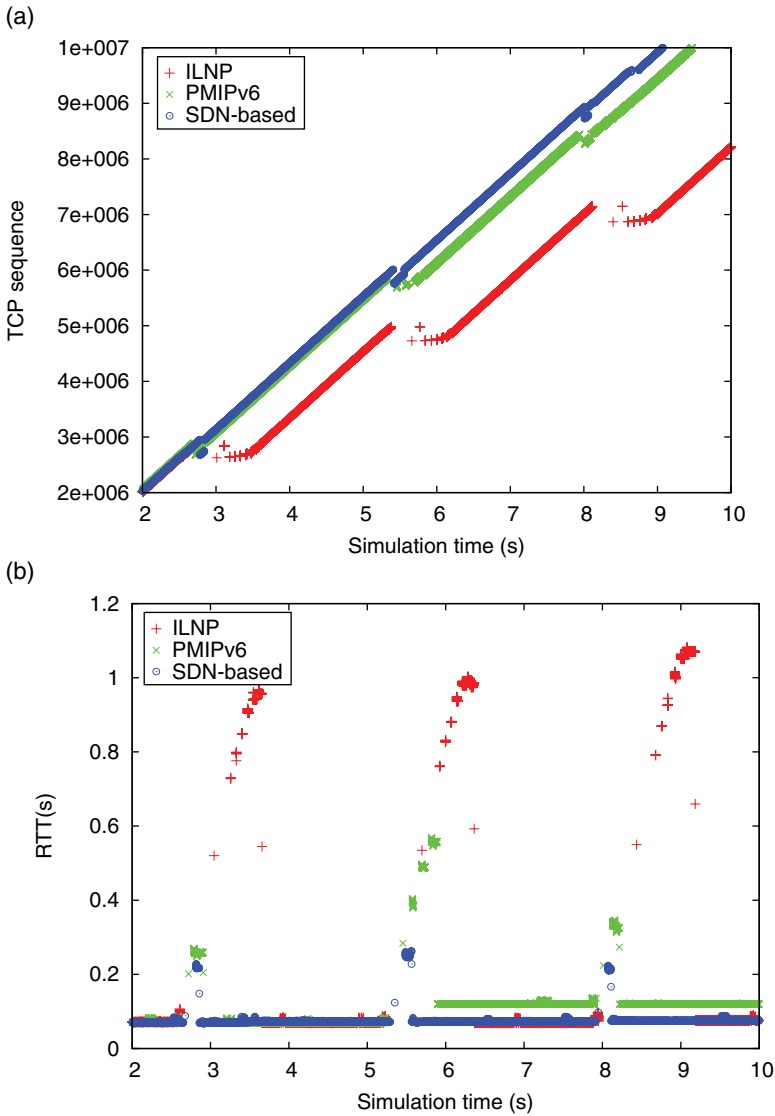 (a)
1e+007
9e+006
8e+006
7e+006
6e+006
5e+006
4e+006
3e+006
2e+006
TCP sequence
ILNP
PMIPv6
SDN-based
2 3 4 5 6 7 8 9 10
Simulation time (s)
(b)
1.2
1
0.8
0.6
0.4
0.2
0
RTT(s)
ILNP
PMIPv6
SDN-based
2 3 4 5 6 7 8 9 10
Simulation time (s)